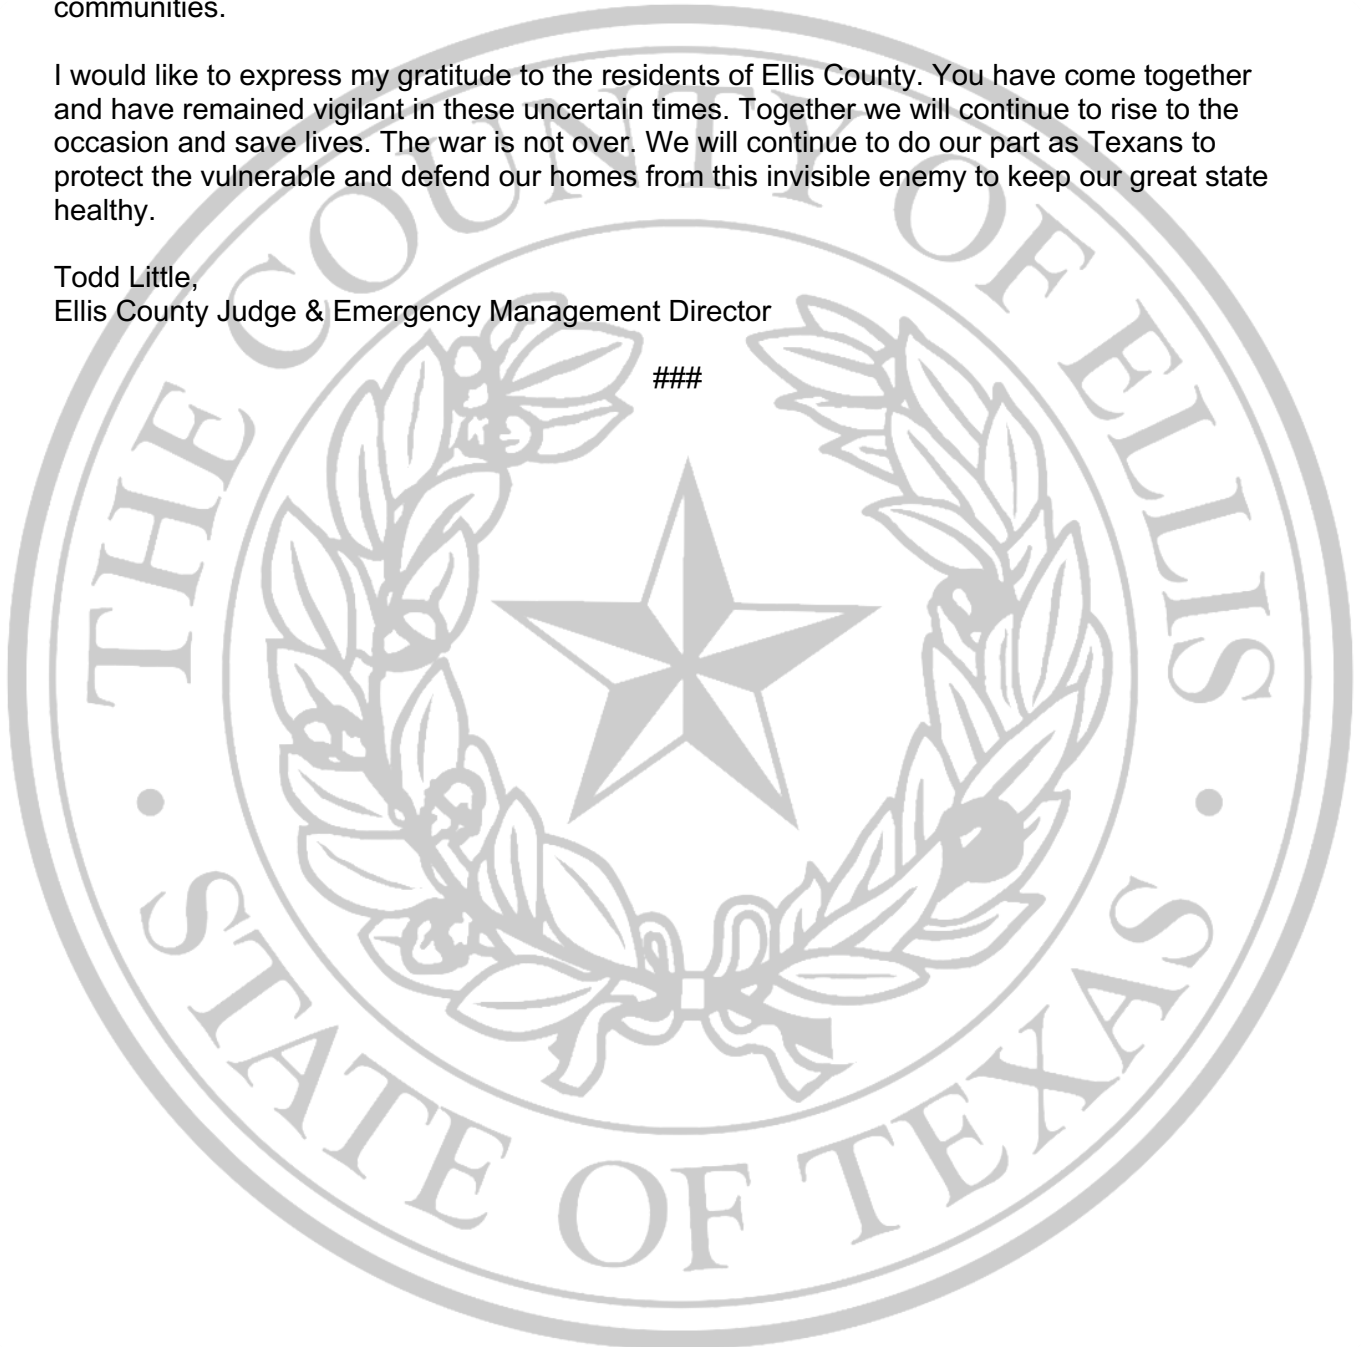 communities.
I would like to express my gratitude to the residents of Ellis County. You have come together
and have remained vigilant in these uncertain times. Together we will continue to rise to the
occasion and save lives. The war is not over. We will continue to do our part as Texans to
protect the vulnerable and defend our homes from this invisible enemy to keep our great state
healthy.
Todd Little,
Ellis County Judge & Emergency Management Director
###
THE COUNTY OF ELLIS
• STATE OF TEXAS •